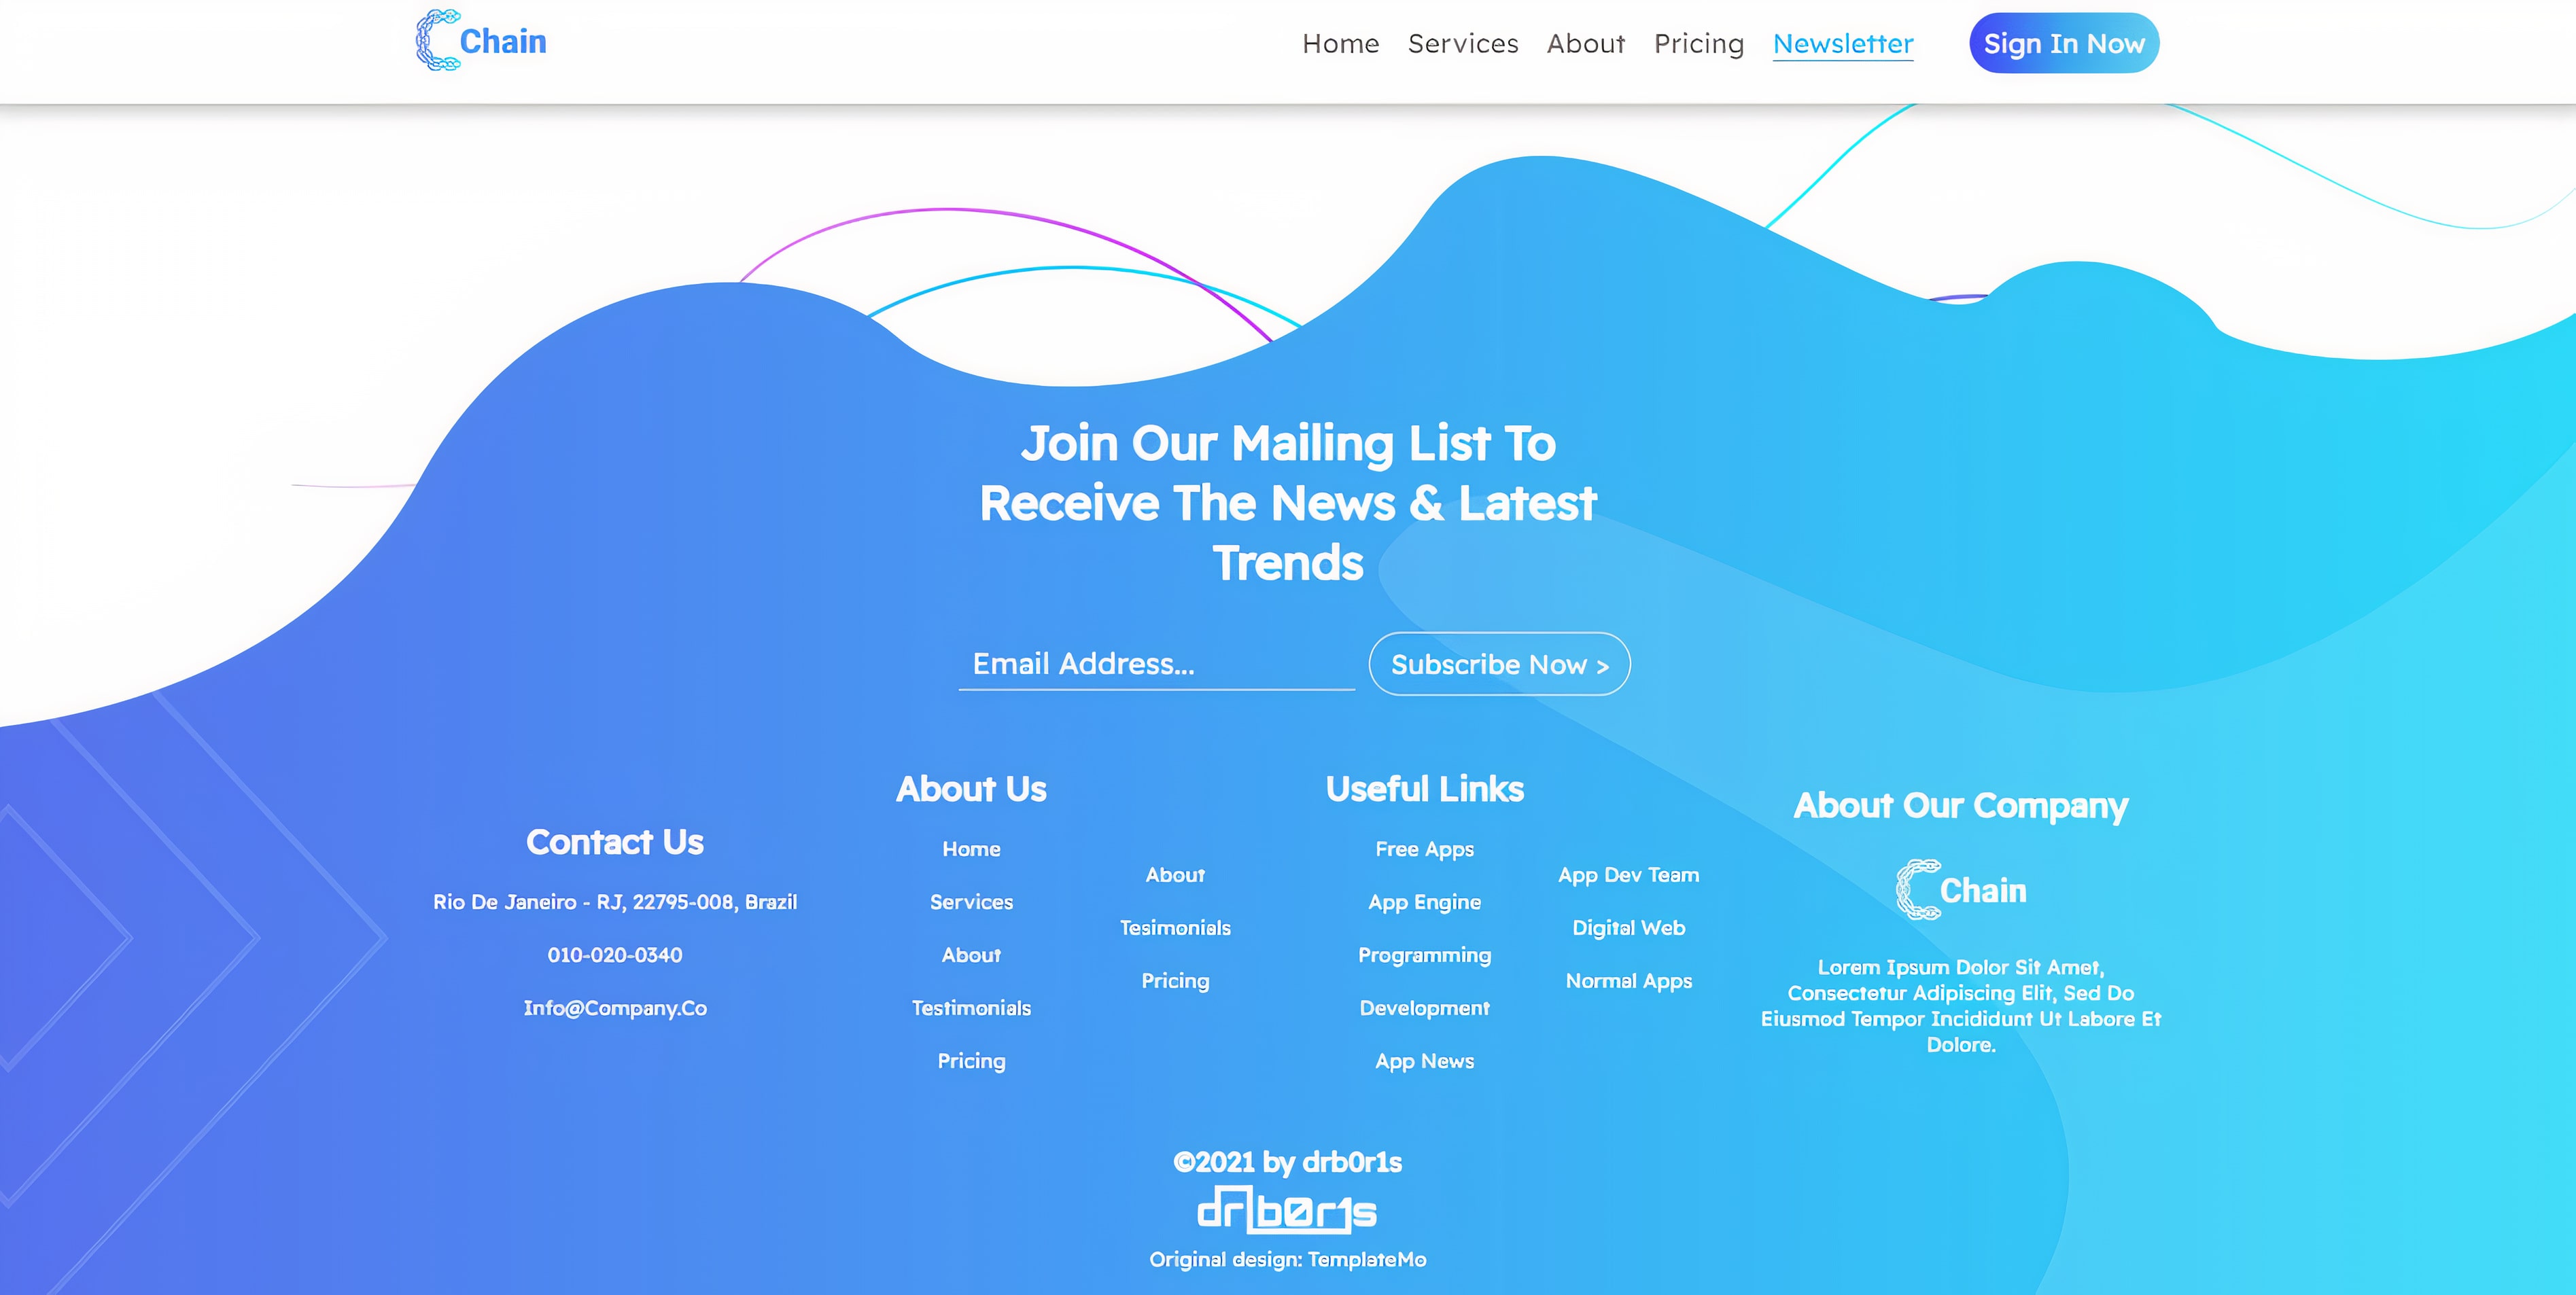 Chain
Home Services About Pricing Newsletter Sign In Now
Join Our Mailing List To
Receive The News & Latest
Trends
Email Address...
Subscribe Now >
Contact Us
Rio De Janeiro - RJ, 22795-008, Brazil
010-020-0340
Info@Company.Co
About Us
Home
Services
About
Testimonials
Pricing
About
Tesimonials
Pricing
Useful Links
Free Apps
App Engine
Programming
Development
App News
App Dev Team
Digital Web
Normal Apps
About Our Company
Chain
Lorem Ipsum Dolor Sit Amet,
Consectetur Adipiscing Elit, Sed Do
Eiusmod Tempor Incididunt Ut Labore Et
Dolore.
©2021 by drb0r1s
drb0r1s
Original design: TemplateMo